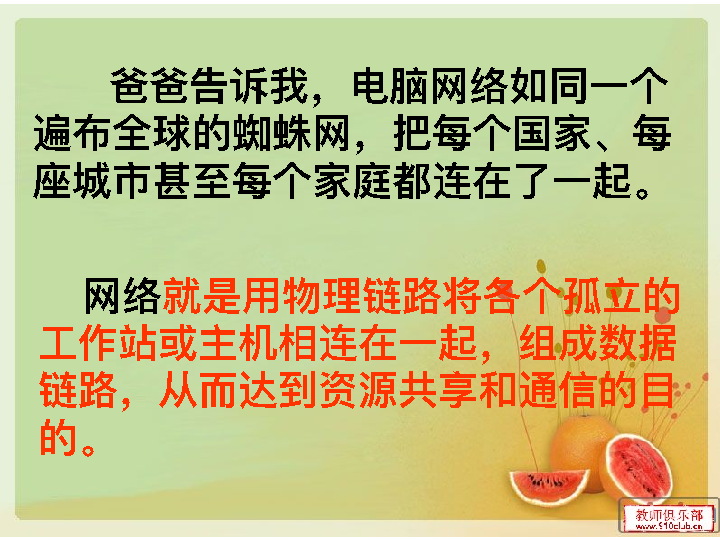 爸爸告诉我，电脑网络如同一个
遍布全球的蜘蛛网，把每个国家、每
座城市甚至每个家庭都连在了一起。
网络就是用物理链路将各个孤立的
工作站或主机相连在一起，组成数据
链路，从而达到资源共享和通信的目
的。
教师俱乐部
www.910club.cn